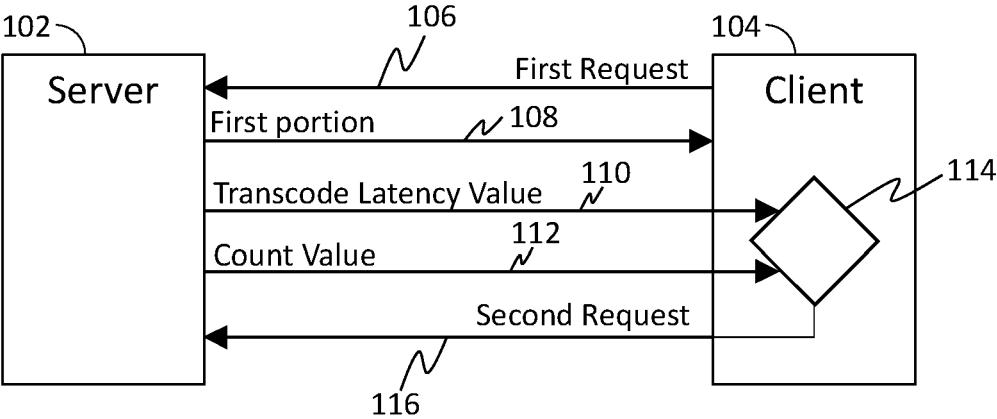 102
106
104
Server
First Request
Client
First portion
108
Transcode Latency Value
110
114
Count Value
112
Second Request
116